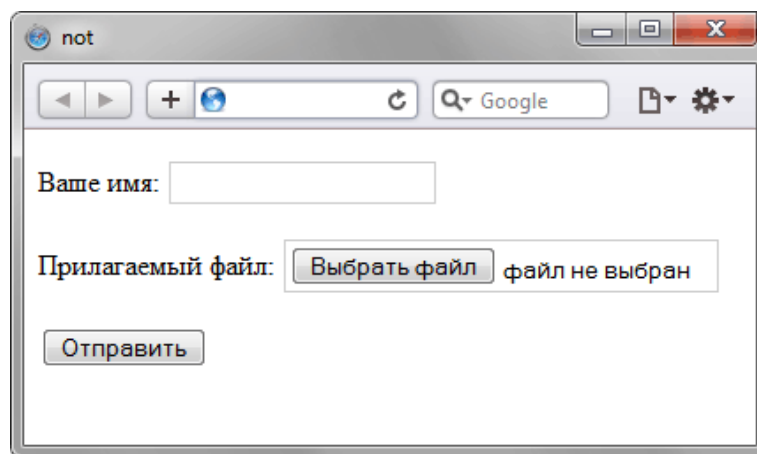 not
Google
Ваше имя:
Прилагаемый файл: Выбрать файл файл не выбран
Отправить